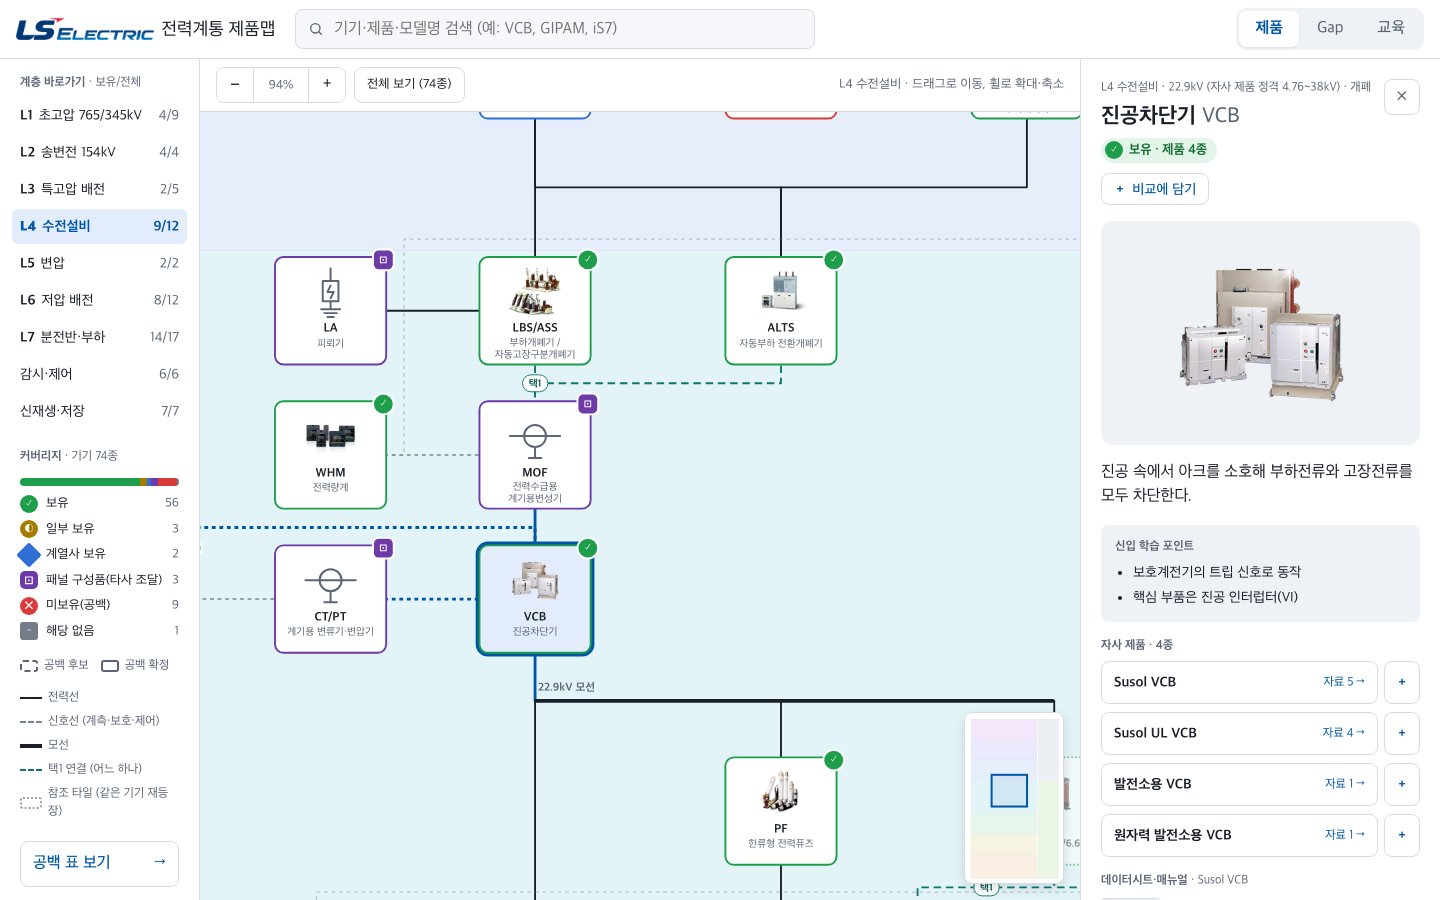 LS ELECTRIC 전력계통 제품맵
기기·제품·모델명 검색 (예: VCB, GIPAM, iS7)
제품 Gap 교육
계층 바로가기 · 보유/전체
L1 초고압 765/345kV 4/9
L2 송변전 154kV 4/4
L3 특고압 배전 2/5
L4 수전설비 9/12
L5 변압 2/2
L6 저압 배전 8/12
L7 분전반·부하 14/17
감시·제어 6/6
신재생·저장 7/7
커버리지 · 기기 74종
보유 56
일부 보유 3
계열사 보유 2
패널 구성품(타사 조달) 3
미보유(공백) 9
해당 없음 1
공백 후보 공백 확정
전력선
신호선 (계측·보호·제어)
모선
택1 연결 (어느 하나)
참조 타일 (같은 기기 재등
장)
공백 표 보기 →
− 94% + 전체 보기 (74종)
L4 수전설비 · 드래그로 이동, 휠로 확대·축소
LA
피뢰기
LBS/ASS
부하개폐기 /
자동고장구분개폐기
ALTS
자동부하 전환개폐기
택1
WHM
전력량계
MOF
전력수급용
계기용변성기
CT/PT
계기용 변류기·변압기
VCB
진공차단기
22.9kV 모선
PF
한류형 전력퓨즈
/6.6
택1
L4 수전설비 · 22.9kV (자사 제품 정격 4.76~38kV) · 개폐
진공차단기 VCB
보유 · 제품 4종
+ 비교에 담기
진공 속에서 아크를 소호해 부하전류와 고장전류를
모두 차단한다.
신입 학습 포인트
• 보호계전기의 트립 신호로 동작
• 핵심 부품은 진공 인터럽터(VI)
자사 제품 · 4종
Susol VCB 자료 5 → +
Susol UL VCB 자료 4 → +
발전소용 VCB 자료 1 → +
원자력 발전소용 VCB 자료 1 → +
데이터시트·매뉴얼 · Susol VCB